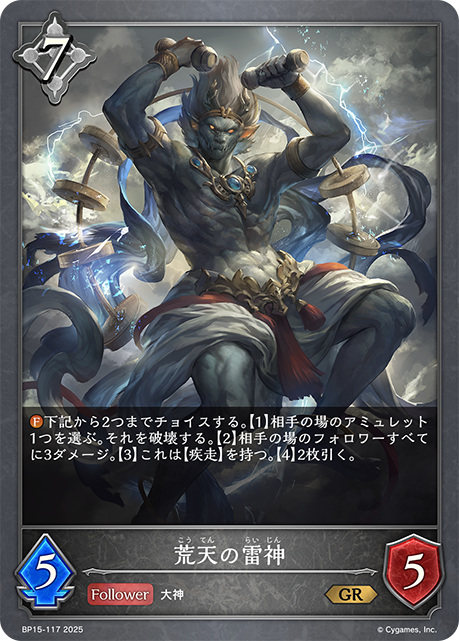 7
Ⓕ下記から2つまでチョイスする。【1】相手の場のアミュレット
1つを選ぶ。それを破壊する。【2】相手の場のフォロワーすべて
に3ダメージ。【3】これは【疾走】を持つ。【4】2枚引く。
こうてん らいじん
荒天の雷神
5
Follower 大神
GR
5
BP15-117 2025
© Cygames, Inc.